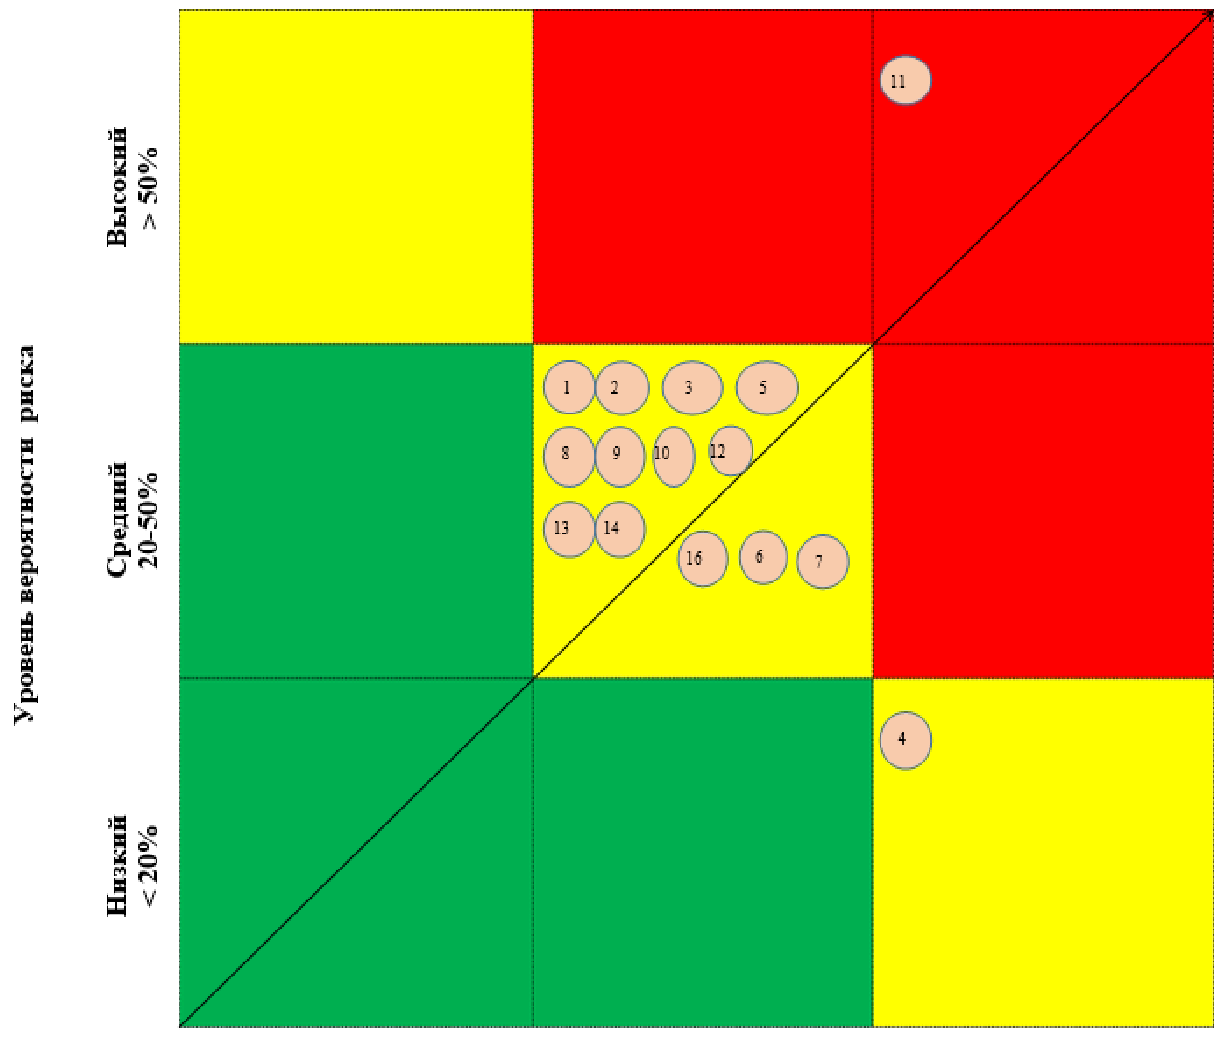 Уровень вероятности риска
Высокий
> 50%
Средний
20-50%
Низкий
<20%
11
1 2 3 5
8 9 10 12
13 14
16 6 7
4